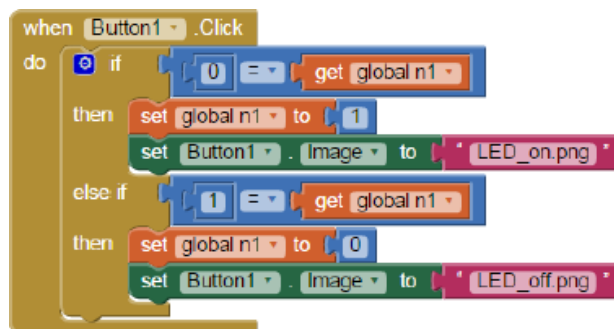 when Button1 .Click
do if 0 = get global n1
then set global n1 to 1
set Button1 . Image to " LED_on.png "
else if 1 = get global n1
then set global n1 to 0
set Button1 . Image to " LED_off.png "